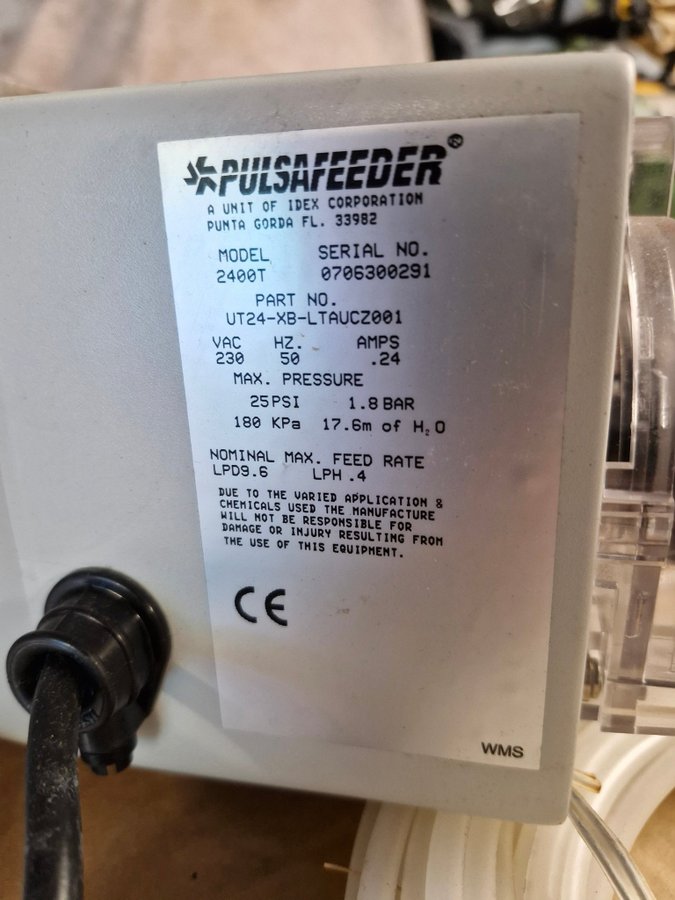 PULSAFEEDER®
A UNIT OF IDEX CORPORATION
PUNTA GORDA FL. 33982
MODEL SERIAL NO.
2400T 0706300291
PART NO.
UT24-XB-LTAUCZ001
VAC HZ. AMPS
230 50 .24
MAX. PRESSURE
25PSI 1.8 BAR
180 KPa 17.6m of H₂O
NOMINAL MAX. FEED RATE
LPD9.6 LPH .4
DUE TO THE VARIED APPLICATION &
CHEMICALS USED THE MANUFACTURE
WILL NOT BE RESPONSIBLE FOR
DAMAGE OR INJURY RESULTING FROM
THE USE OF THIS EQUIPMENT.
CE
WMS